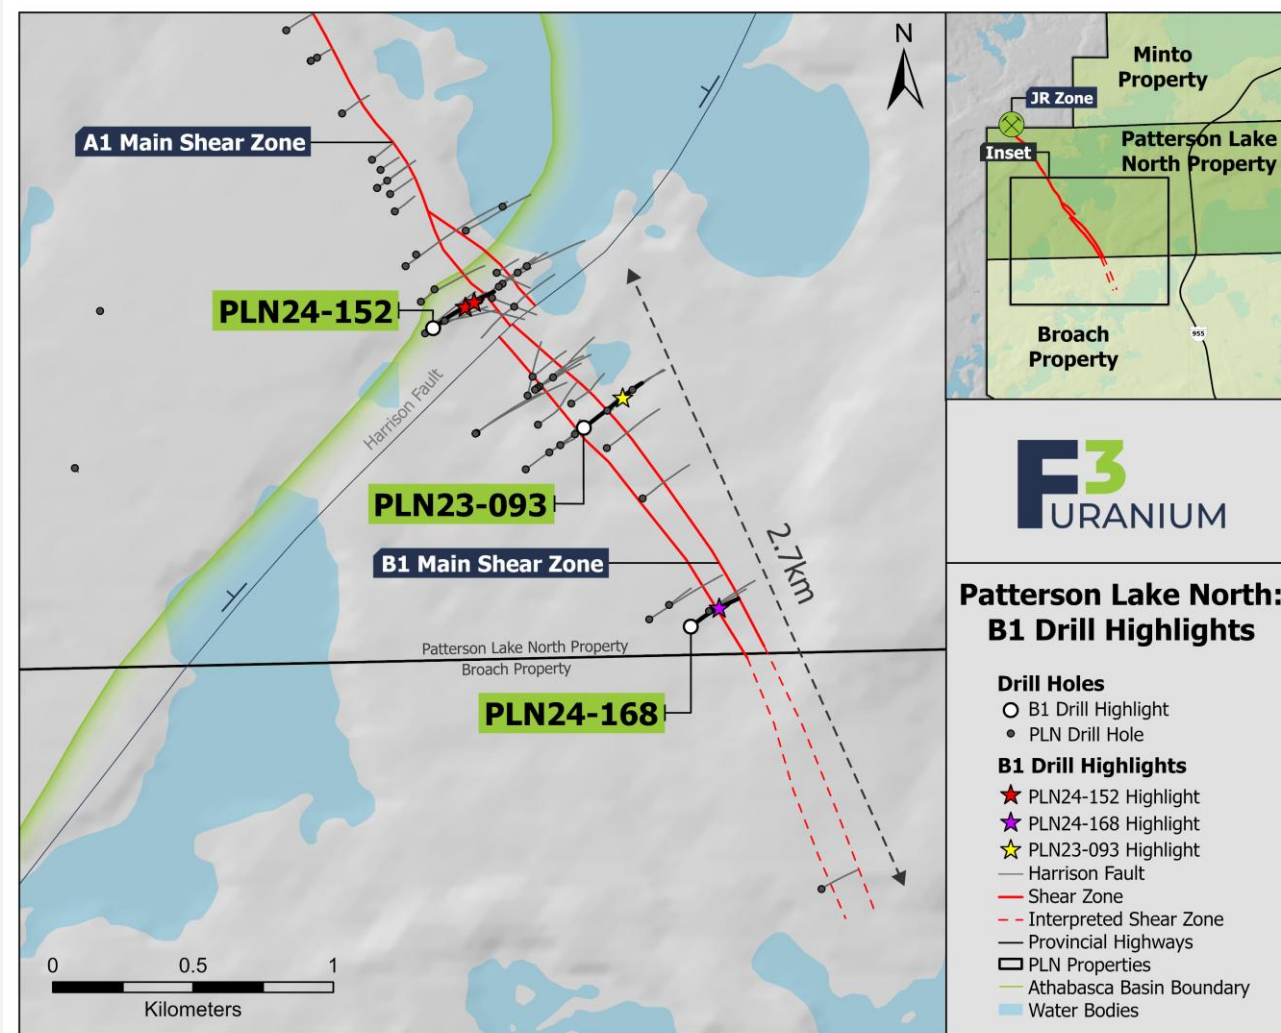 N
A1 Main Shear Zone
PLN24-152
Harrison Fault
PLN23-093
B1 Main Shear Zone
2.7km
Patterson Lake North Property
Broach Property
PLN24-168
0 0.5 1
Kilometers
Minto
Property
JR Zone
Patterson Lake
North Property
Inset
Broach
Property
955
F3
URANIUM
Patterson Lake North:
B1 Drill Highlights
Drill Holes
B1 Drill Highlight
PLN Drill Hole
B1 Drill Highlights
PLN24-152 Highlight
PLN24-168 Highlight
PLN23-093 Highlight
Harrison Fault
Shear Zone
Interpreted Shear Zone
Provincial Highways
PLN Properties
Athabasca Basin Boundary
Water Bodies